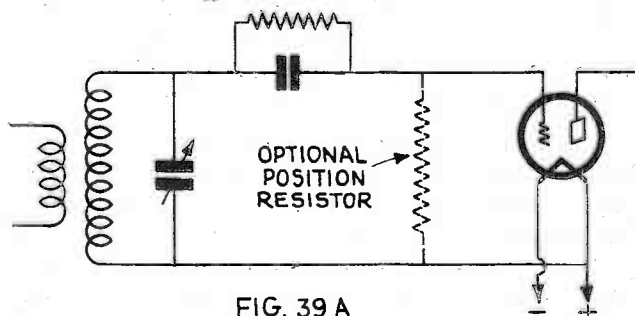 OPTIONAL
POSITION
RESISTOR
- +
FIG. 39 A